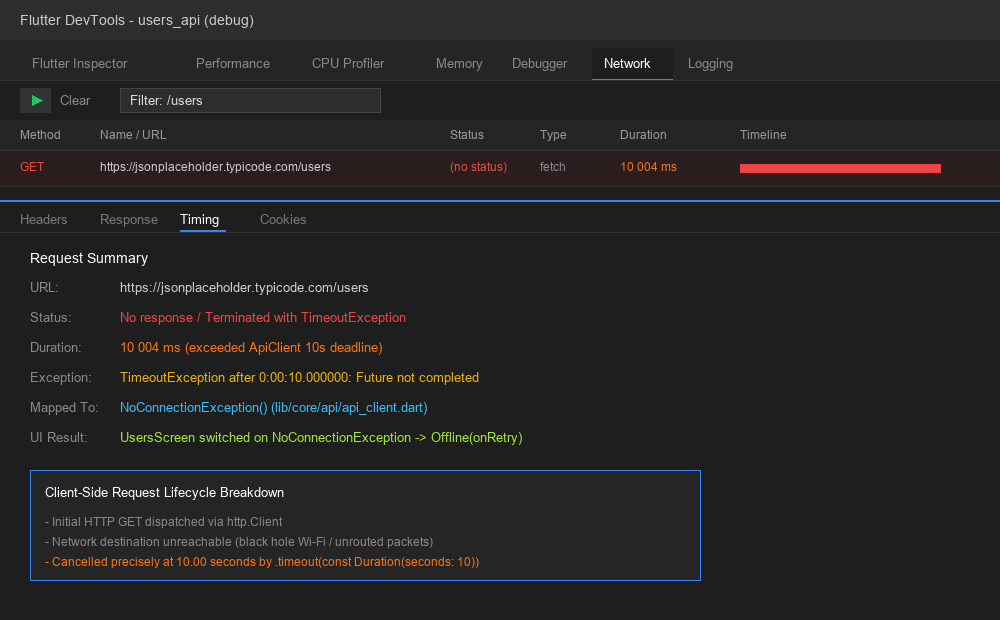 Flutter DevTools - users_api (debug)
Flutter Inspector Performance CPU Profiler Memory Debugger Network Logging
Clear Filter: /users
Method Name / URL Status Type Duration Timeline
GET https://jsonplaceholder.typicode.com/users (no status) fetch 10 004 ms
Headers Response Timing Cookies
Request Summary
URL: https://jsonplaceholder.typicode.com/users
Status: No response / Terminated with TimeoutException
Duration: 10 004 ms (exceeded ApiClient 10s deadline)
Exception: TimeoutException after 0:00:10.000000: Future not completed
Mapped To: NoConnectionException() (lib/core/api/api_client.dart)
UI Result: UsersScreen switched on NoConnectionException -> Offline(onRetry)
Client-Side Request Lifecycle Breakdown
- Initial HTTP GET dispatched via http.Client
- Network destination unreachable (black hole Wi-Fi / unrouted packets)
- Cancelled precisely at 10.00 seconds by .timeout(const Duration(seconds: 10))